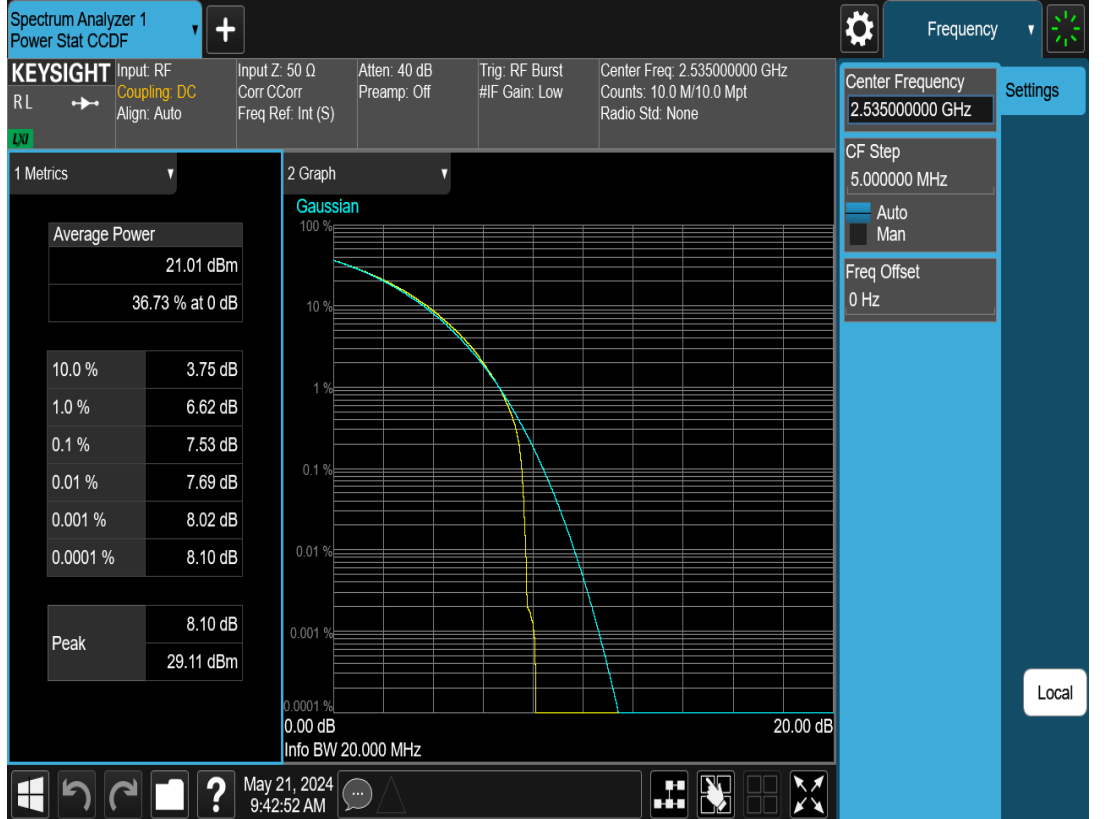 Spectrum Analyzer 1
Power Stat CCDF
+
Frequency
KEYSIGHT
RL
LXI
Input: RF
Coupling: DC
Align: Auto
Input Z: 50 Ω
Corr CCorr
Freq Ref: Int (S)
Atten: 40 dB
Preamp: Off
Trig: RF Burst
#IF Gain: Low
Center Freq: 2.535000000 GHz
Counts: 10.0 M/10.0 Mpt
Radio Std: None
Center Frequency
2.535000000 GHz
Settings
CF Step
5.000000 MHz
Auto
Man
Freq Offset
0 Hz
1 Metrics
Average Power
21.01 dBm
36.73 % at 0 dB
10.0 % 3.75 dB
1.0 % 6.62 dB
0.1 % 7.53 dB
0.01 % 7.69 dB
0.001 % 8.02 dB
0.0001 % 8.10 dB
Peak
8.10 dB
29.11 dBm
2 Graph
Gaussian
100 %
10 %
1 %
0.1 %
0.01 %
0.001 %
0.0001 %
0.00 dB 20.00 dB
Info BW 20.000 MHz
Local
?
May 21, 2024
9:42:52 AM